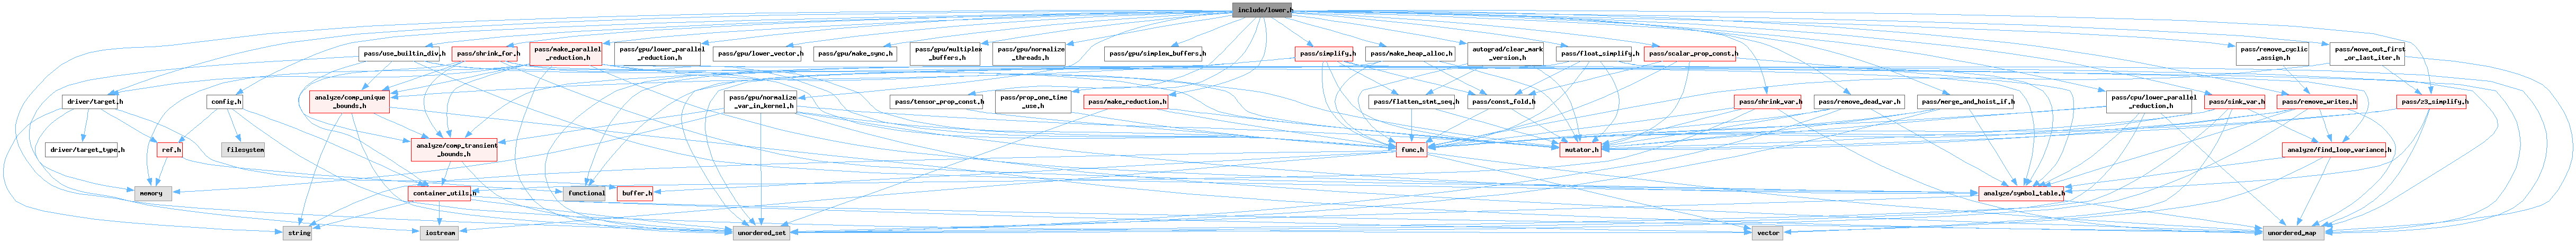 include/lower.h
pass/use_builtin_div.h
pass/shrink_for.h
pass/make_parallel
_reduction.h
pass/gpu/lower_parallel
_reduction.h
pass/gpu/lower_vector.h
pass/gpu/make_sync.h
pass/gpu/multiplex
_buffers.h
pass/gpu/normalize
_threads.h
pass/gpu/simplex_buffers.h
pass/simplify.h
pass/make_heap_alloc.h
autograd/clear_mark
_version.h
pass/float_simplify.h
pass/scalar_prop_const.h
pass/remove_cyclic
_assign.h
pass/move_out_first
_or_last_iter.h
driver/target.h
config.h
analyze/comp_unique
_bounds.h
pass/gpu/normalize
_var_in_kernel.h
pass/tensor_prop_const.h
pass/prop_one_time
_use.h
pass/make_reduction.h
pass/flatten_stmt_seq.h
pass/const_fold.h
pass/shrink_var.h
pass/remove_dead_var.h
pass/merge_and_hoist_if.h
pass/cpu/lower_parallel
_reduction.h
pass/sink_var.h
pass/remove_writes.h
pass/z3_simplify.h
driver/target_type.h
ref.h
filesystem
analyze/comp_transient
_bounds.h
func.h
mutator.h
analyze/find_loop_variance.h
memory
container_utils.h
functional
buffer.h
analyze/symbol_table.h
string
iostream
unordered_set
vector
unordered_map